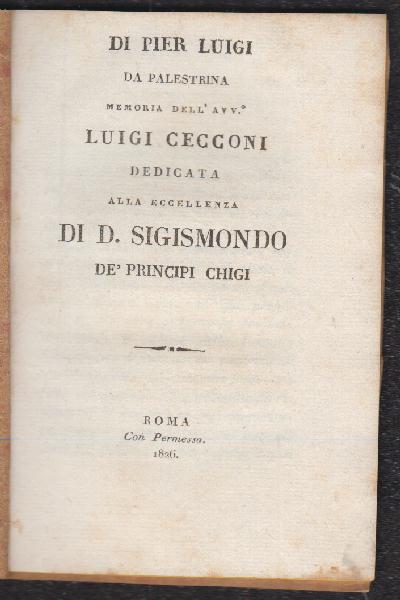 DI PIER LUIGI
DA PALESTRINA
MEMORIA DELL' AVV.º
LUIGI CECCONI
DEDICATA
ALLA ECCELLENZA
DI D. SIGISMONDO
DE' PRINCIPI CHIGI
ROMA
Con Permesso.
1826.